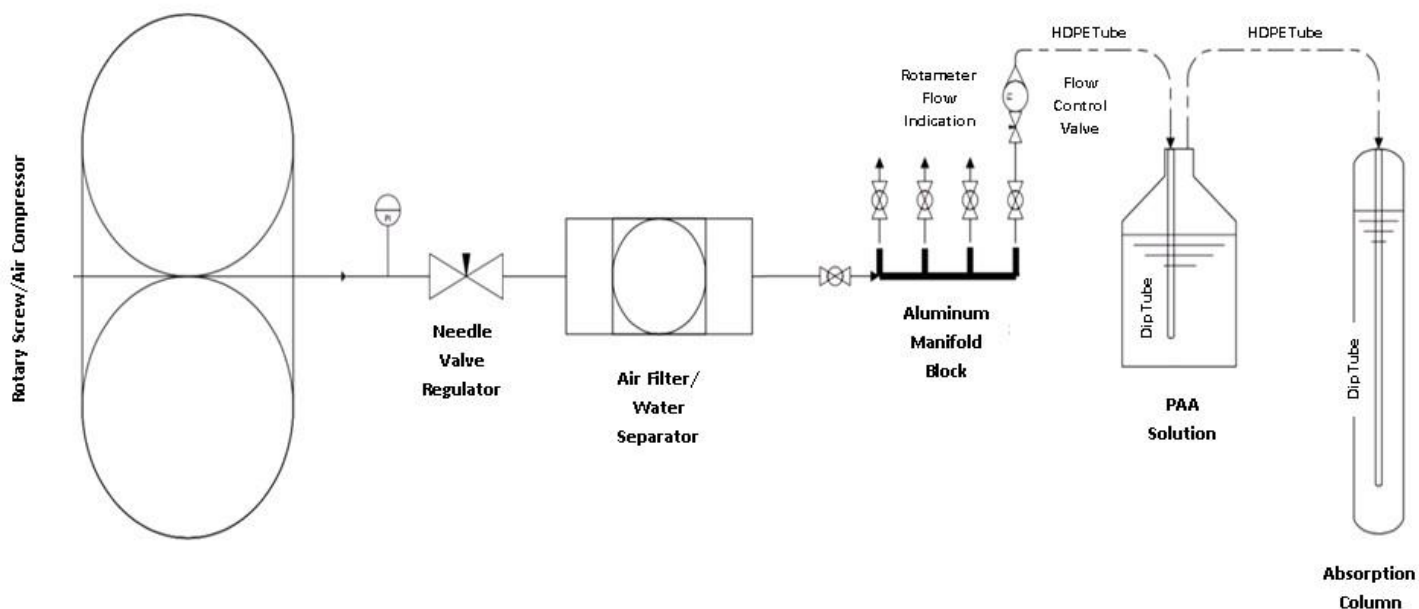 Rotary Screw/Air Compressor
PI
Needle
Valve
Regulator
Air Filter/
Water
Separator
Aluminum
Manifold
Block
Rotameter
Flow
Indication
Flow
Control
Valve
HDPE Tube
HDPE Tube
Dip Tube
PAA
Solution
Dip Tube
Absorption
Column